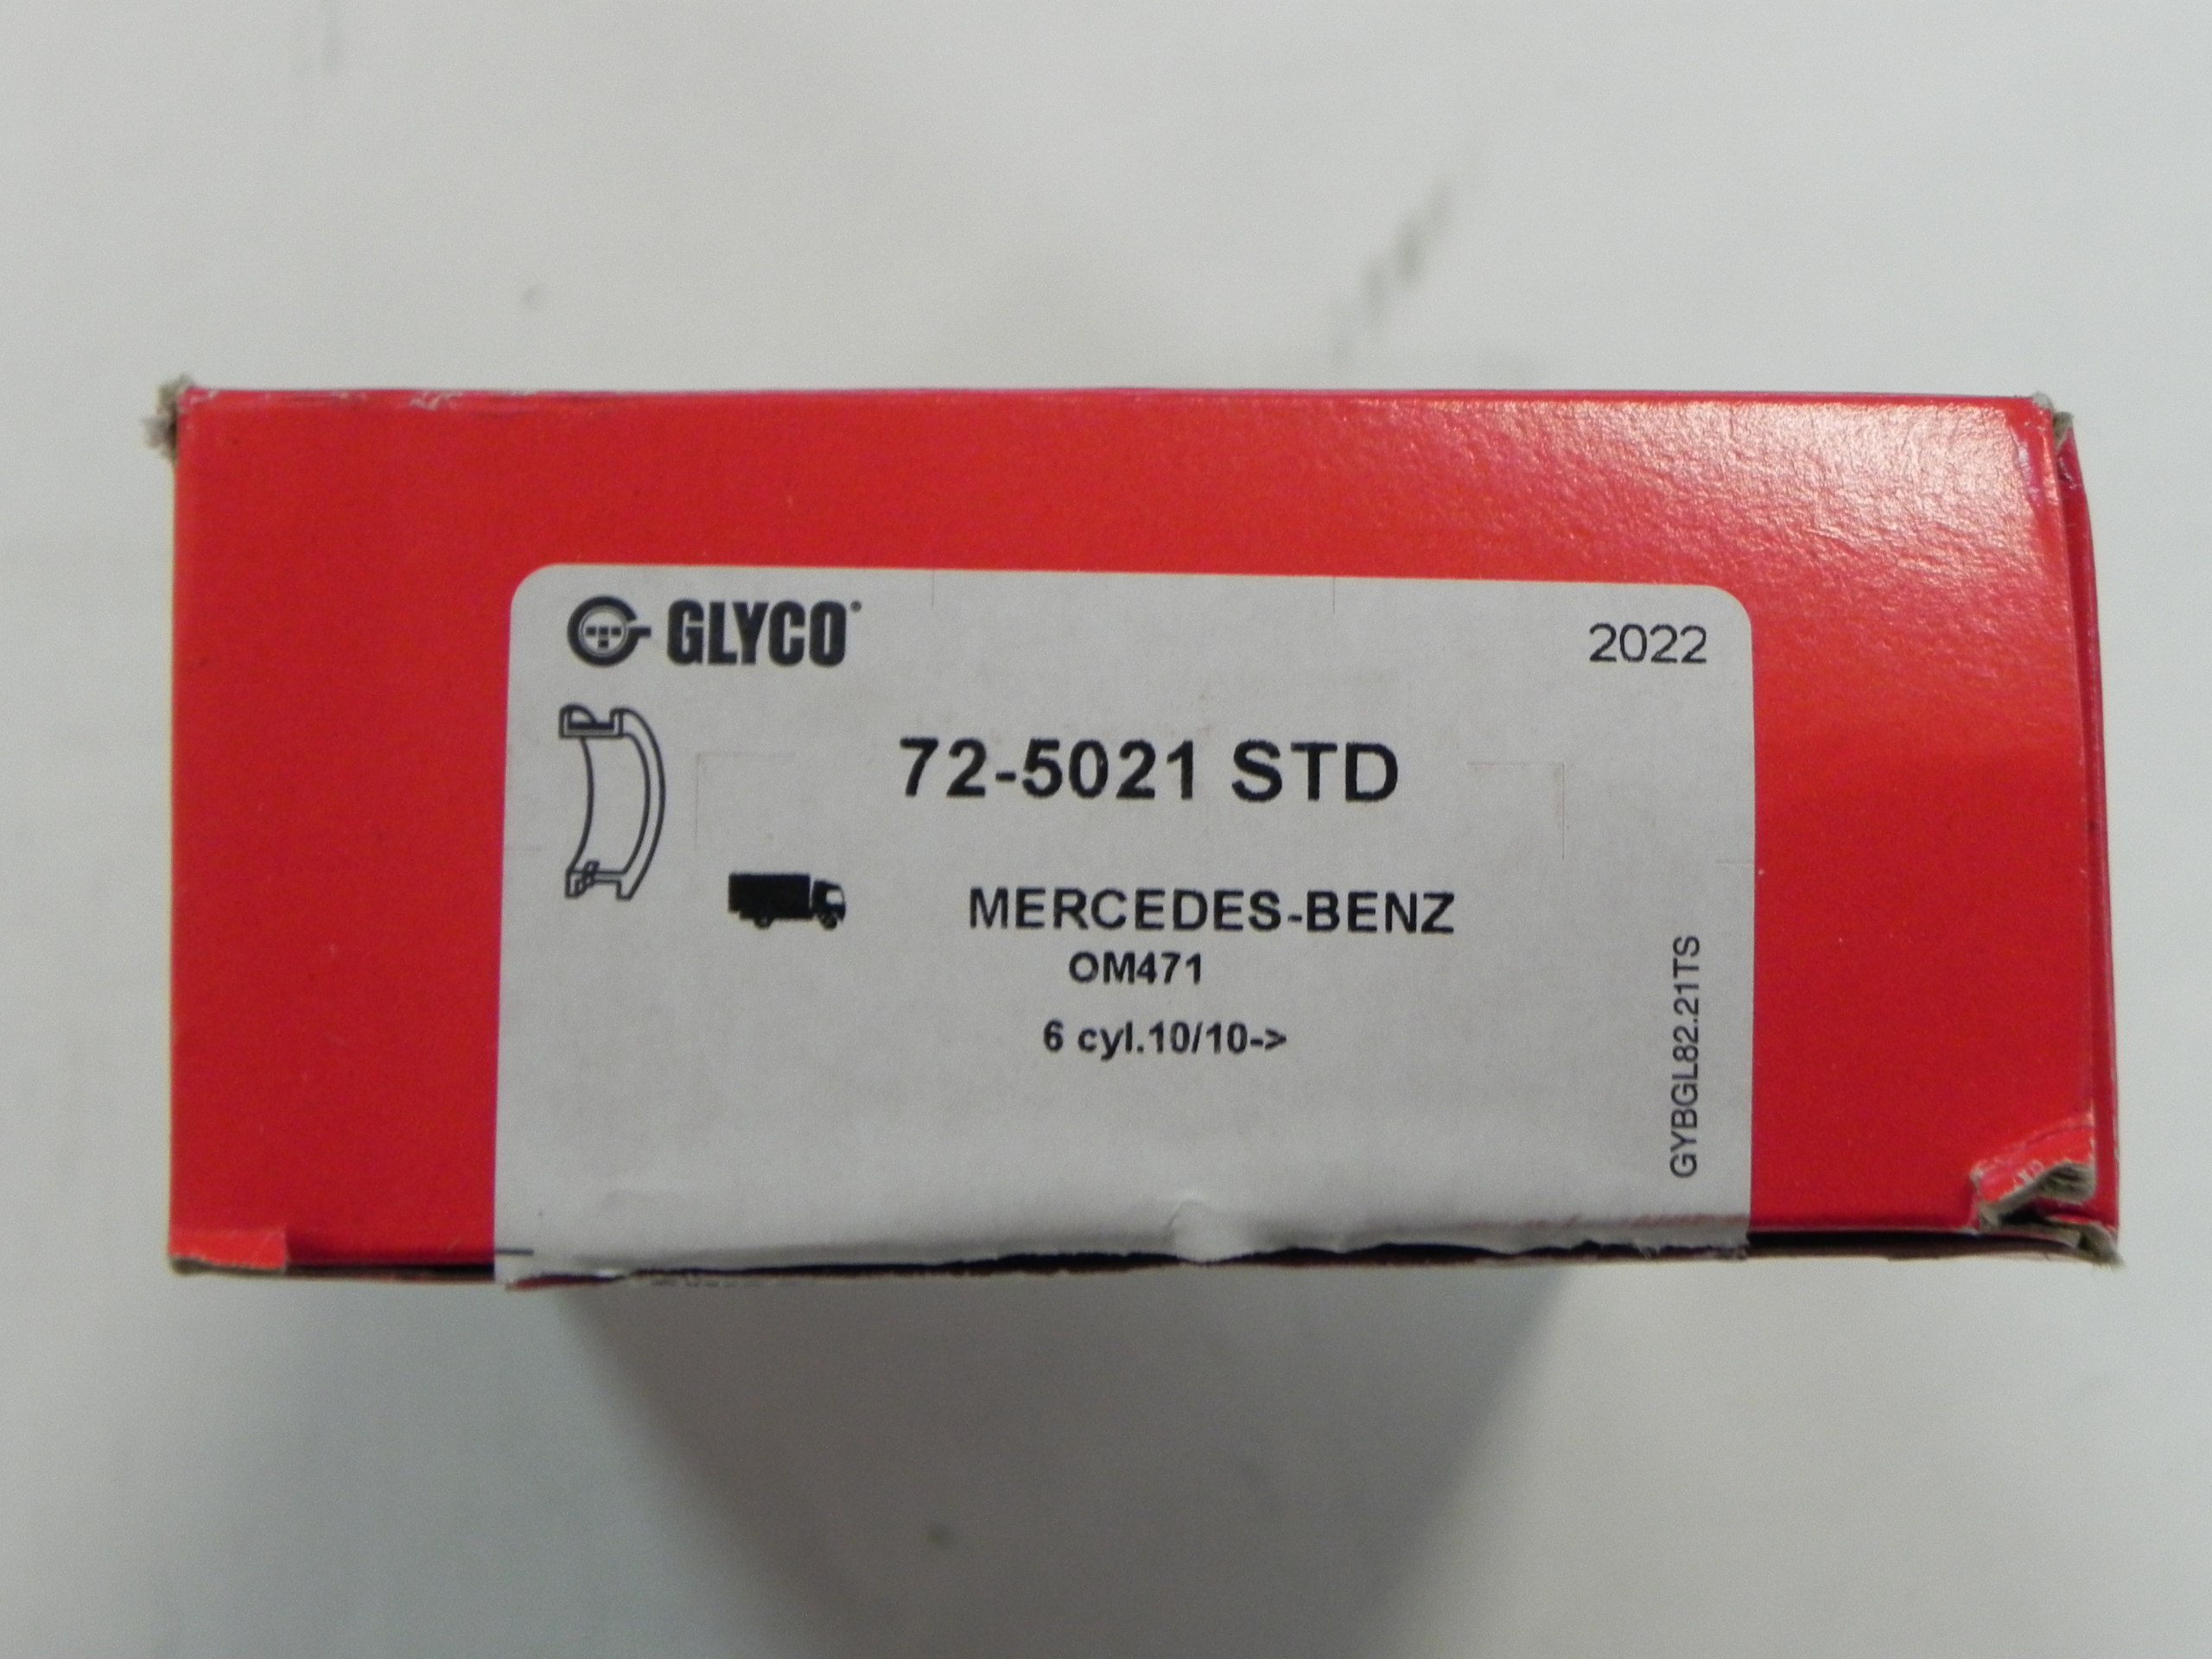 GLYCO®
2022
72-5021 STD
MERCEDES-BENZ
OM471
6 cyl.10/10->
GYBGL82.21TS